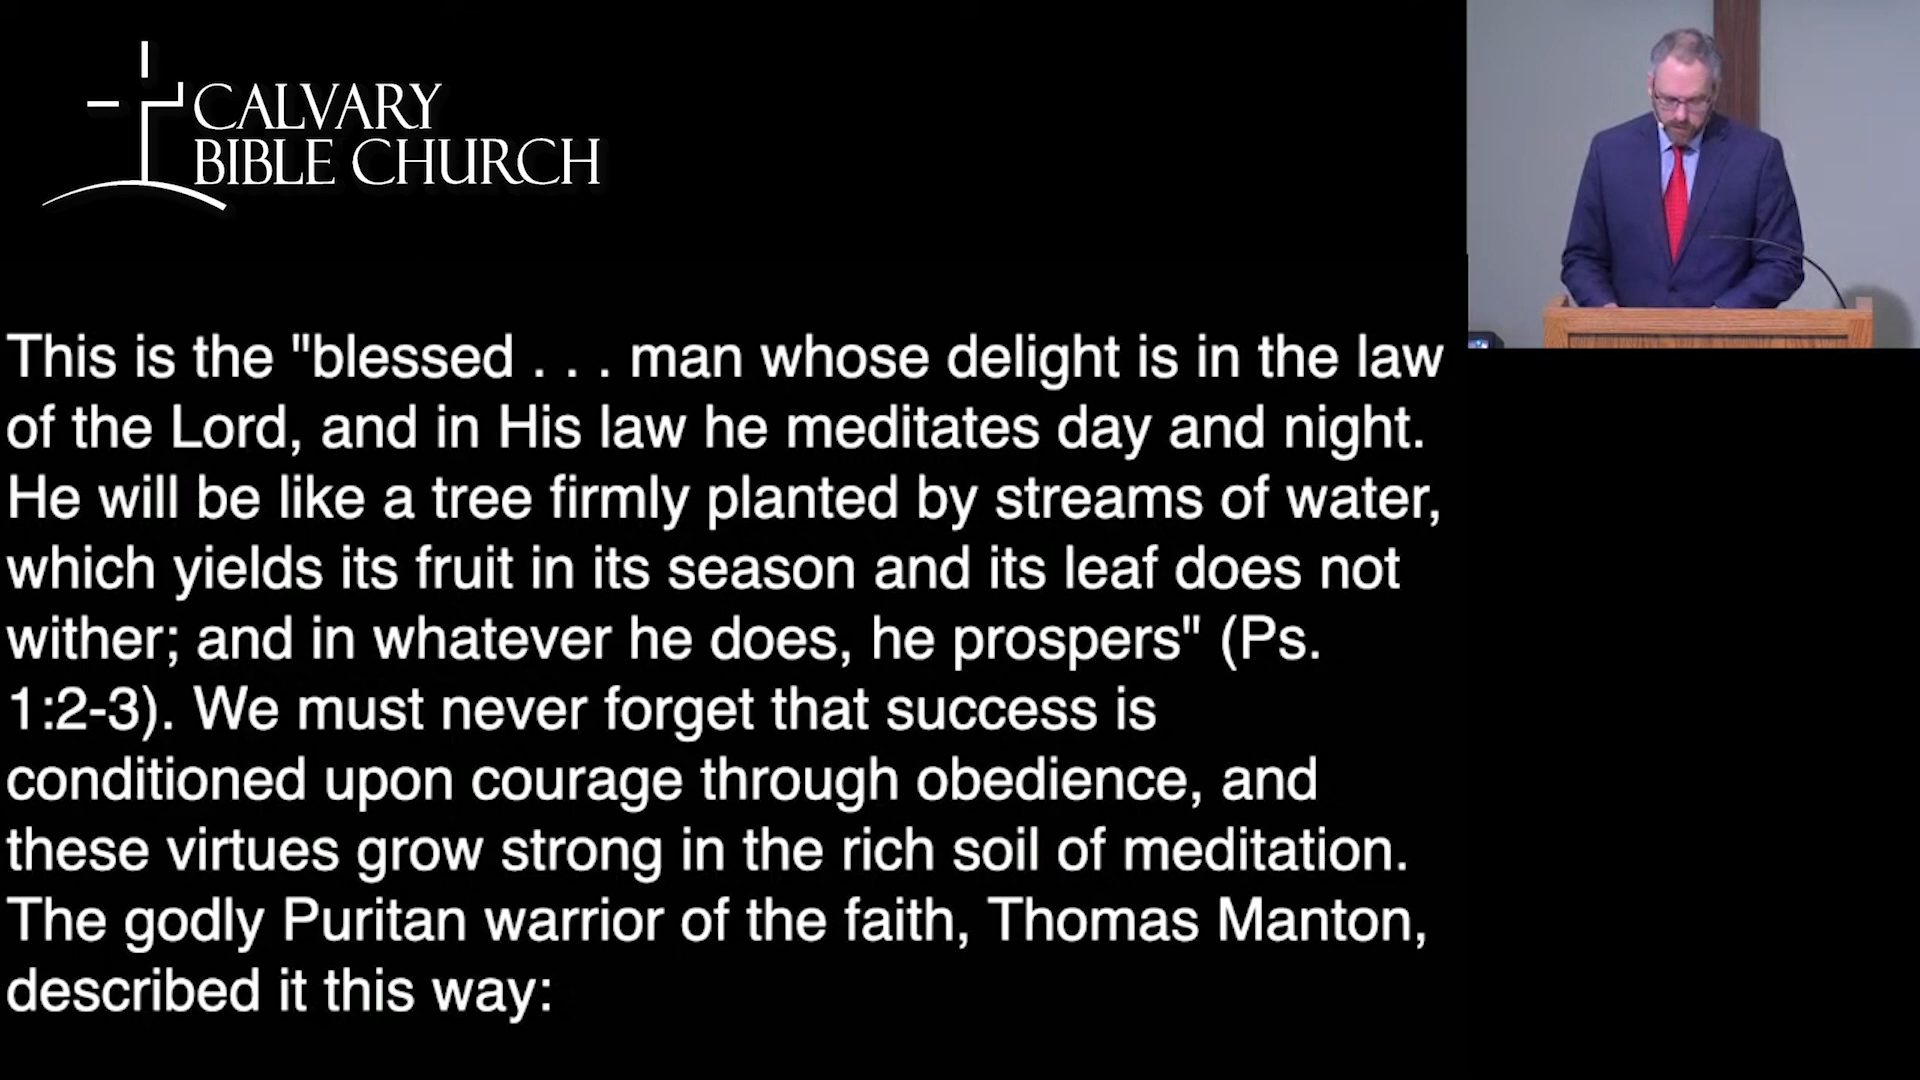 CALVARY
BIBLE CHURCH
This is the "blessed . . . man whose delight is in the law
of the Lord, and in His law he meditates day and night.
He will be like a tree firmly planted by streams of water,
which yields its fruit in its season and its leaf does not
wither; and in whatever he does, he prospers" (Ps.
1:2-3). We must never forget that success is
conditioned upon courage through obedience, and
these virtues grow strong in the rich soil of meditation.
The godly Puritan warrior of the faith, Thomas Manton,
described it this way: